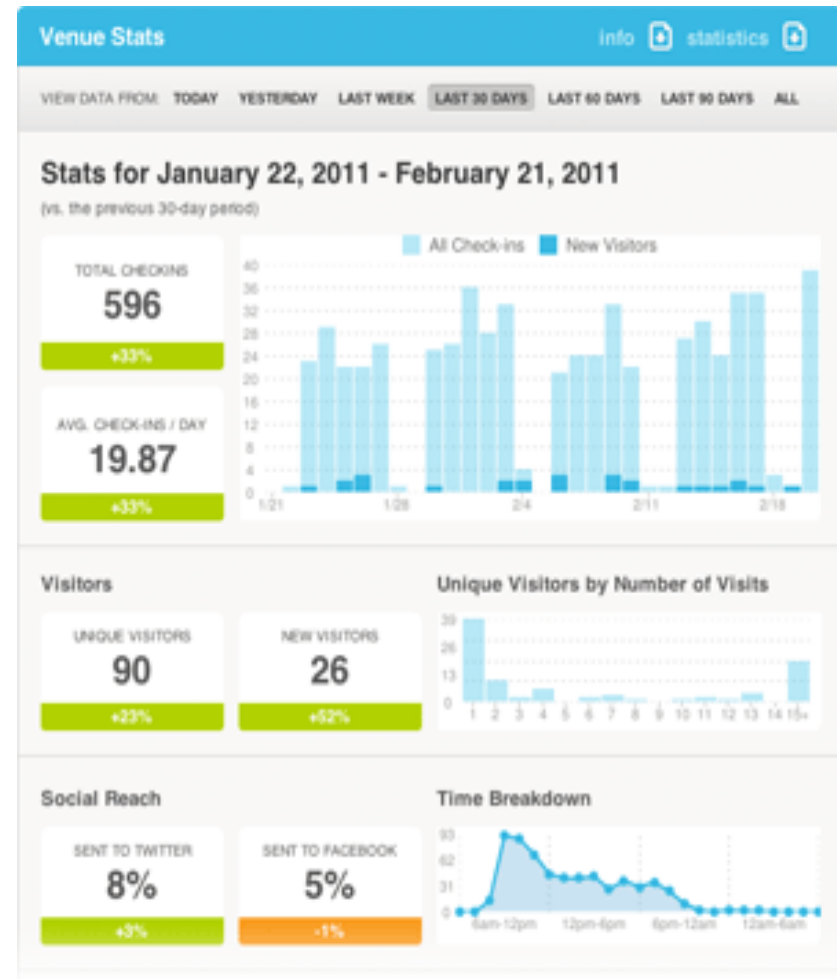 Venue Stats info statistics
VIEW DATA FROM: TODAY YESTERDAY LAST WEEK LAST 30 DAYS LAST 60 DAYS LAST 90 DAYS ALL
Stats for January 22, 2011 - February 21, 2011
(vs. the previous 30-day period)
TOTAL CHECKINS
596
+33%
AVG. CHECK-INS / DAY
19.87
+33%
All Check-ins New Visitors
40
36
32
28
24
20
16
12
8
4
0
1/21 1/28 2/4 2/11 2/18
Visitors
UNIQUE VISITORS
90
+23%
NEW VISITORS
26
+52%
Unique Visitors by Number of Visits
39
26
13
0
1 2 3 4 5 6 7 8 9 10 11 12 13 14 15+
Social Reach
SENT TO TWITTER
8%
+3%
SENT TO FACEBOOK
5%
-1%
Time Breakdown
93
62
31
0
6am-12pm 12pm-6pm 6pm-12am 12am-6am